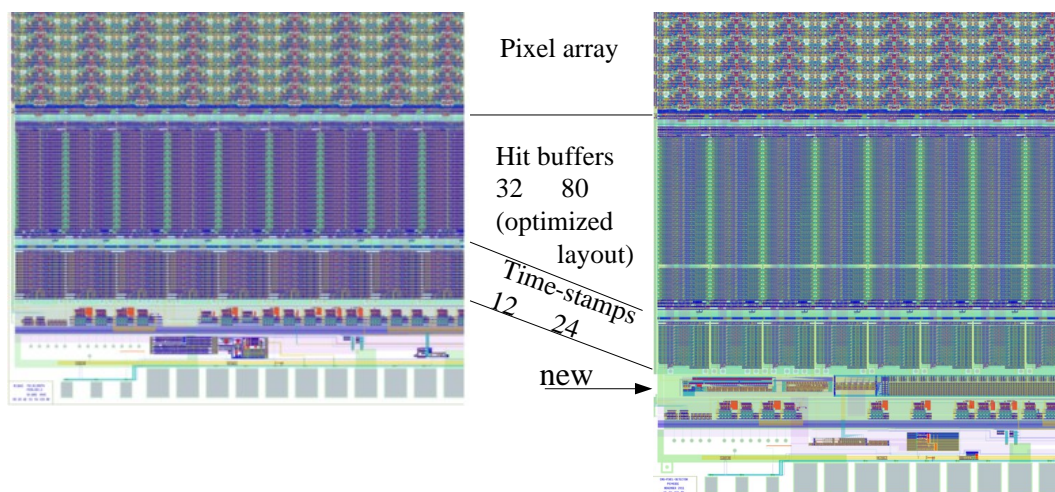 Pixel array
Hit buffers
32 80
(optimized
layout)
Time-stamps
12 24
new